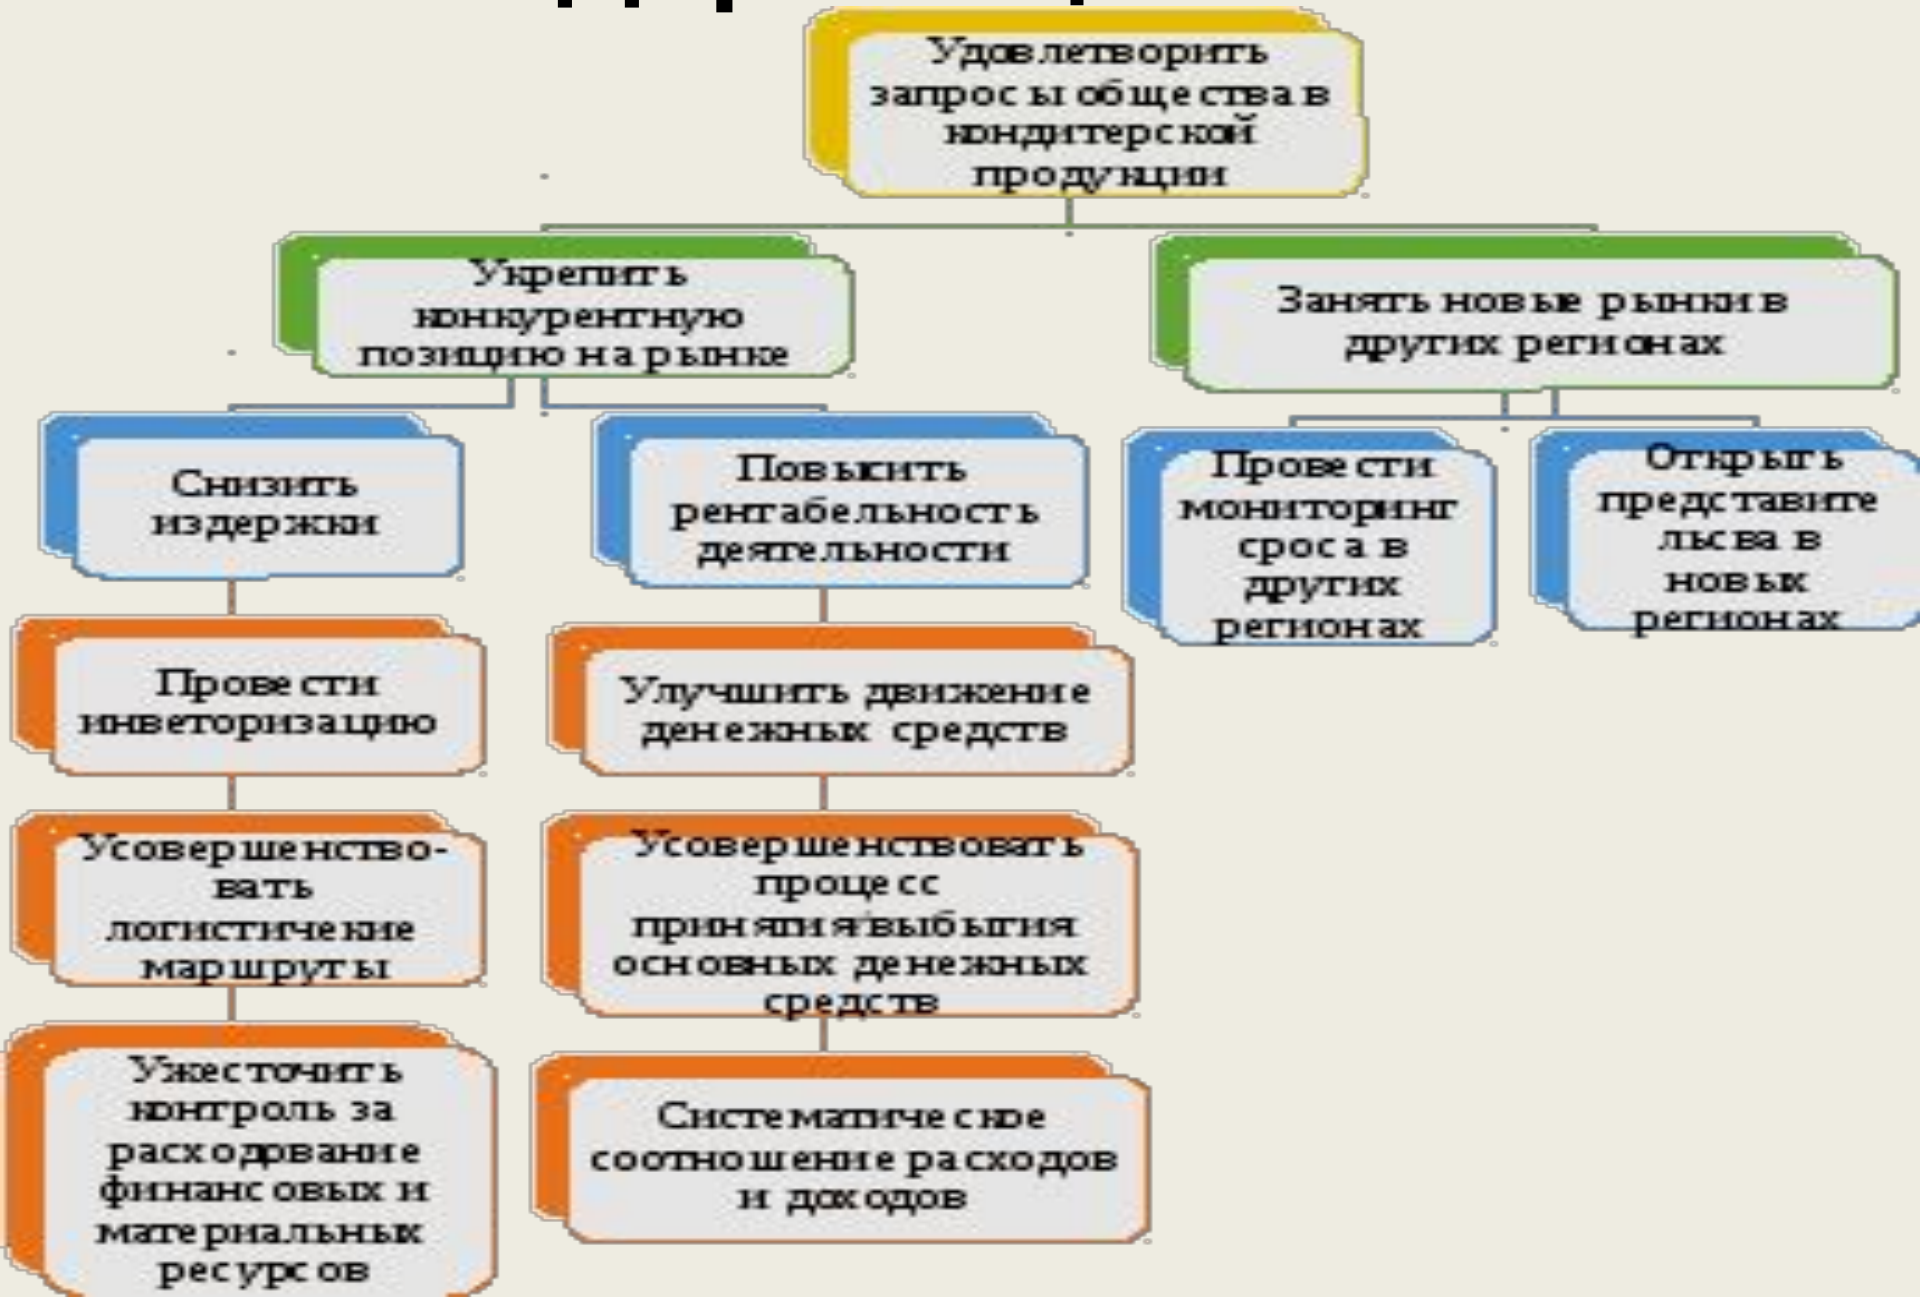 Удовлетворить
запросы общества в
кондитерской
продукции
Укрепить
конкурентную
позицию на рынке
Занять новые рынки в
других регионах
Снизить
издержки
Повысить
рентабельность
деятельности
Провести
мониторинг
сроса в
других
регионах
Открыть
представите
льсва в
новых
регионах
Провести
инветоризацию
Улучшить движение
денежных средств
Усовершенство-
вать
логистичекие
маршруты
Усовершенствовать
процесс
принятия/выбытия
основных денежных
средств
Ужесточить
контроль за
расходрвание
финансовых и
материальных
ресурсов
Систематическое
соотношение расходов
и доходов